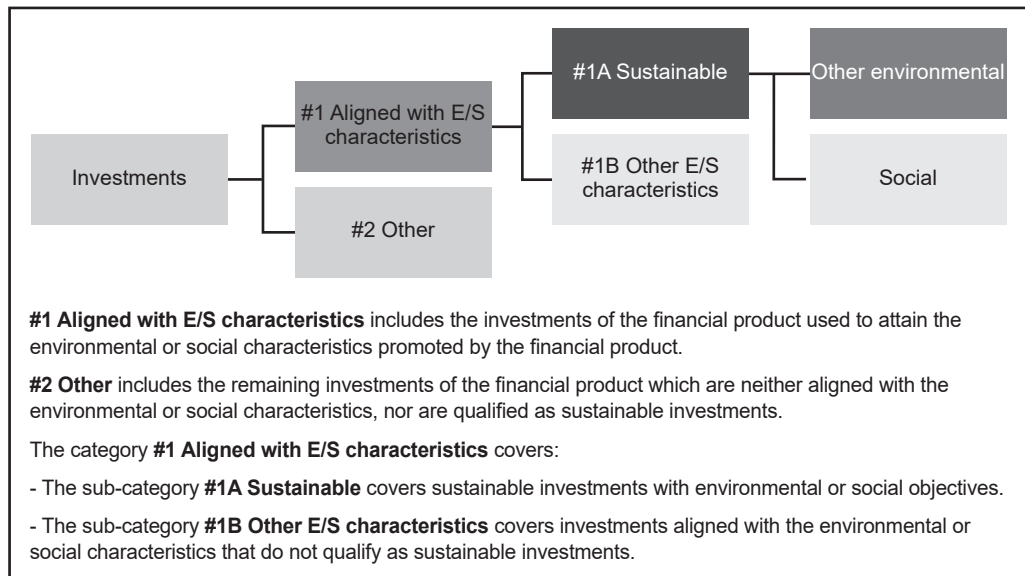 #1A Sustainable
Other environmental
#1 Aligned with E/S
characteristics
Investments
#1B Other E/S
characteristics
Social
#2 Other
#1 Aligned with E/S characteristics includes the investments of the financial product used to attain the
environmental or social characteristics promoted by the financial product.
#2 Other includes the remaining investments of the financial product which are neither aligned with the
environmental or social characteristics, nor are qualified as sustainable investments.
The category #1 Aligned with E/S characteristics covers:
- The sub-category #1A Sustainable covers sustainable investments with environmental or social objectives.
- The sub-category #1B Other E/S characteristics covers investments aligned with the environmental or
social characteristics that do not qualify as sustainable investments.